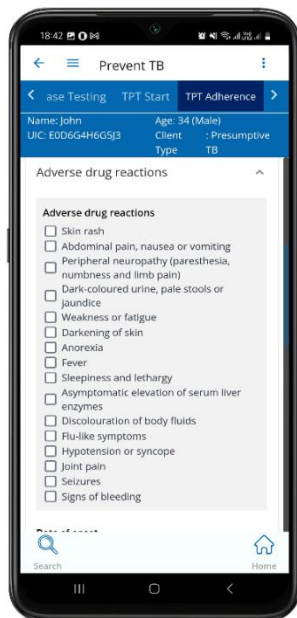 18:42
Prevent TB
ase Testing TPT Start TPT Adherence
Name: John Age: 34 (Male)
UIC: E0D6G4H6G5J3 Client : Presumptive
Type TB
Adverse drug reactions
Adverse drug reactions
Skin rash
Abdominal pain, nausea or vomiting
Peripheral neuropathy (paresthesia,
numbness and limb pain)
Dark-coloured urine, pale stools or
jaundice
Weakness or fatigue
Darkening of skin
Anorexia
Fever
Sleepiness and lethargy
Asymptomatic elevation of serum liver
enzymes
Discolouration of body fluids
Flu-like symptoms
Hypotension or syncope
Joint pain
Seizures
Signs of bleeding
Date of onset
Search Home